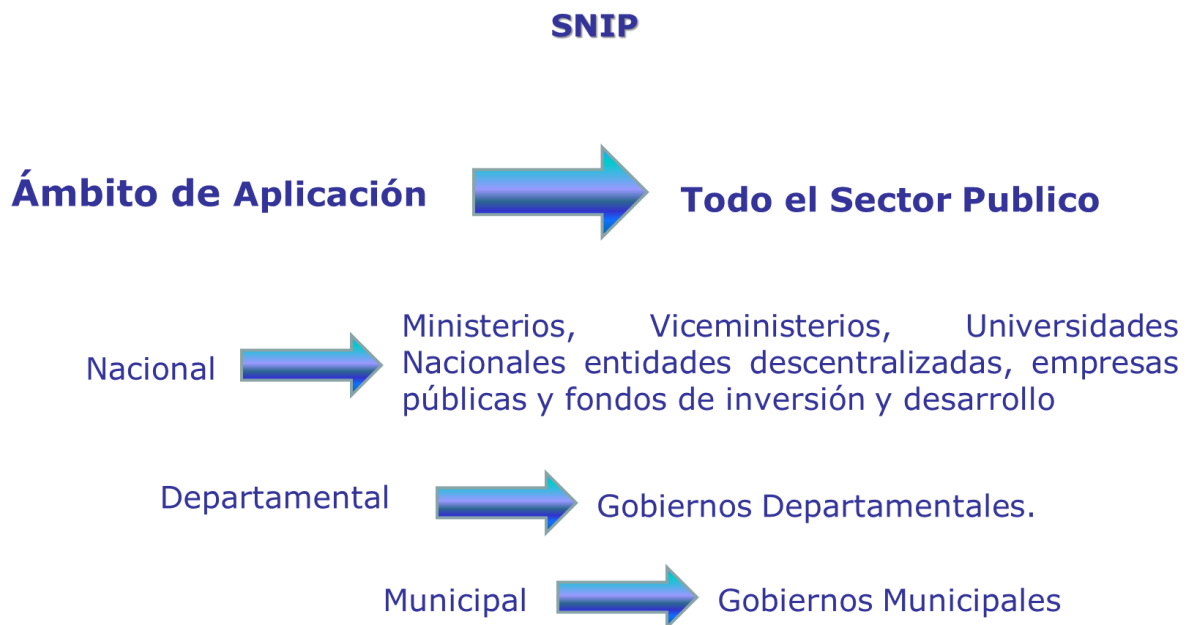 SNIP
Ámbito de Aplicación
Todo el Sector Publico
Nacional
Ministerios, Viceministerios, Universidades
Nacionales entidades descentralizadas, empresas
públicas y fondos de inversión y desarrollo
Departamental
Gobiernos Departamentales.
Municipal
Gobiernos Municipales